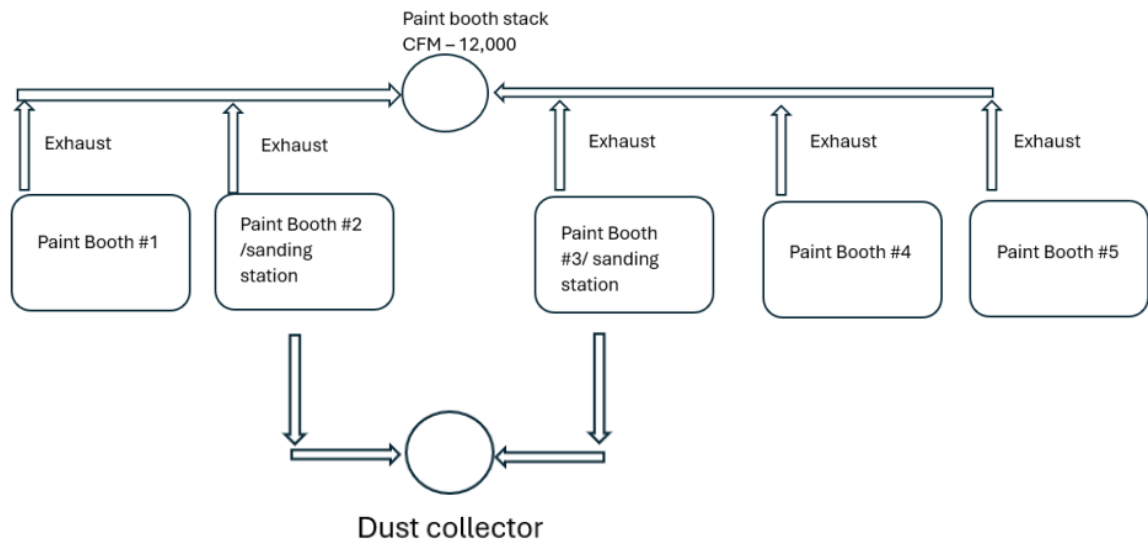 Paint booth stack
CFM – 12,000
Exhaust
Exhaust
Exhaust
Exhaust
Exhaust
Paint Booth #1
Paint Booth #2
/sanding
station
Paint Booth
#3/ sanding
station
Paint Booth #4
Paint Booth #5
Dust collector